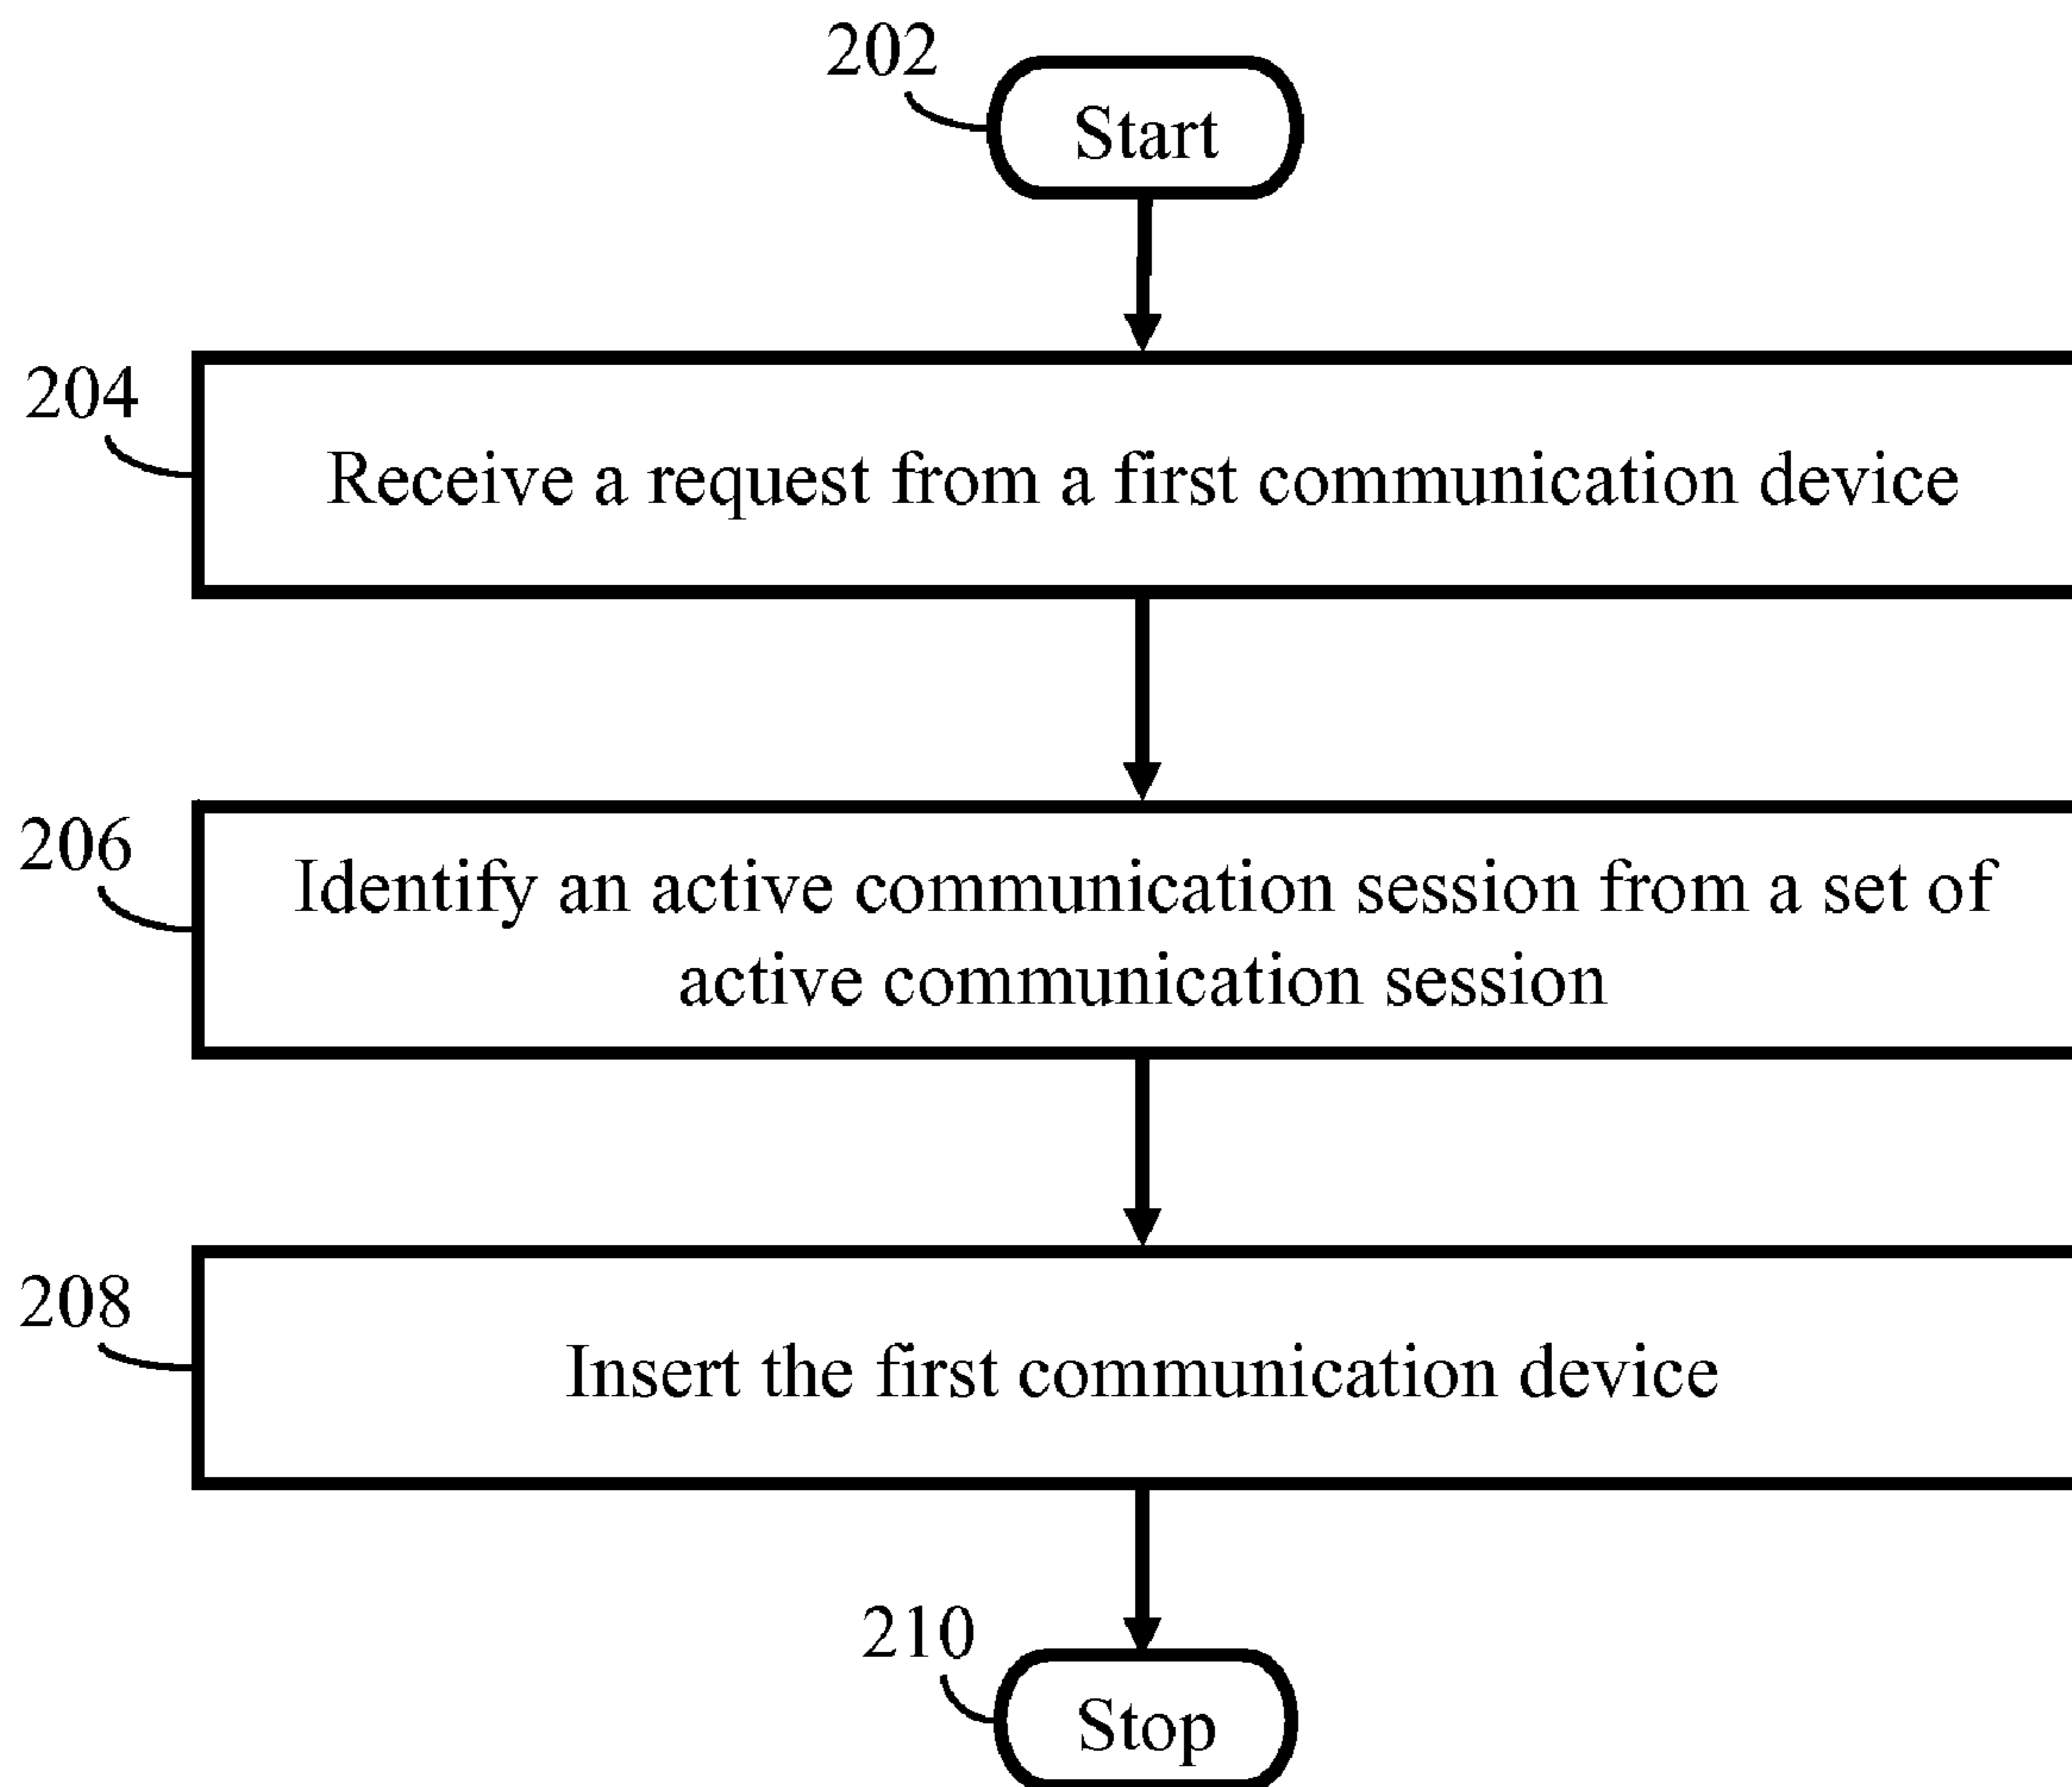 202
Start
204
Receive a request from a first communication device
206
Identify an active communication session from a set of
active communication session
208
Insert the first communication device
210
Stop